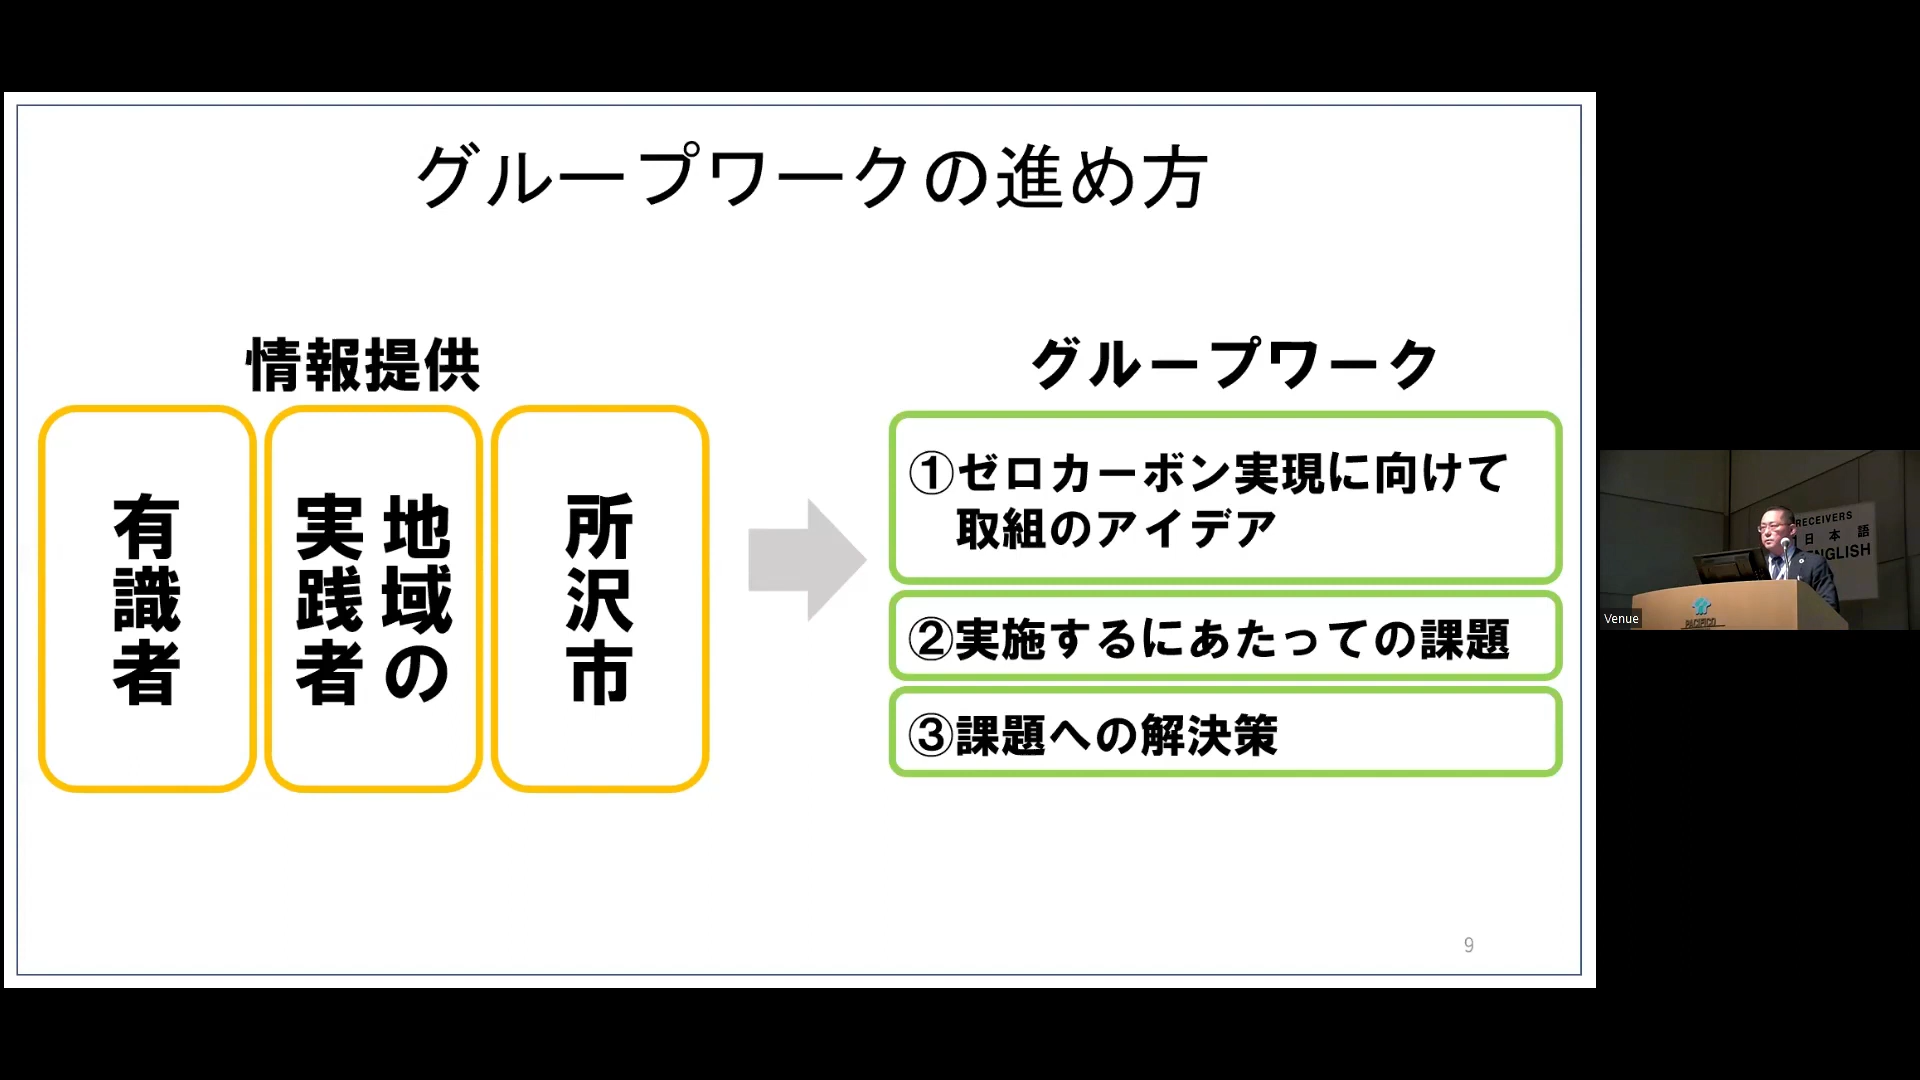 グループワークの進め方
情報提供
有識者
地域の
実践者
所沢市
グループワーク
①ゼロカーボン実現に向けて
取組のアイデア
②実施するにあたっての課題
③課題への解決策
9
RECEIVERS
日本語
ENGLISH
PACIFICO
Venue